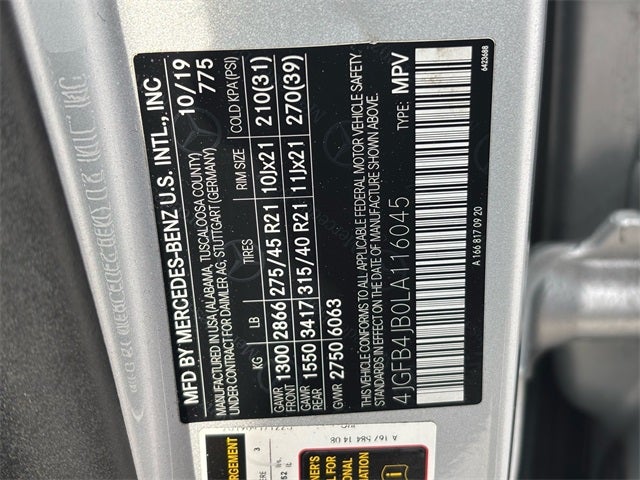 MFD BY MERCEDES-BENZ U.S. INTL., INC
IN USA (ALABAMA, TUSCALOOSA COUNTY) 10/19
UNDER CONTRACT FOR DAIMLER AG, STUTTGART (GERMANY) 775
KG LB TIRES RIM SIZE COLD KPA (PSI)
GAWR FRONT 1300 2866 275/45 R21 10Jx21 210(31)
GAWR REAR 1550 3417 315/40 R21 11Jx21 270(39)
GVWR 2750 6063
THIS VEHICLE CONFORMS TO ALL APPLICABLE FEDERAL MOTOR VEHICLE SAFETY
STANDARDS IN EFFECT ON THE DATE OF MANUFACTURE SHOWN ABOVE.
4JGFB4JB0LA116045 TYPE: MPV
A 166 817 09 20
6423688
A 167 584 14 08